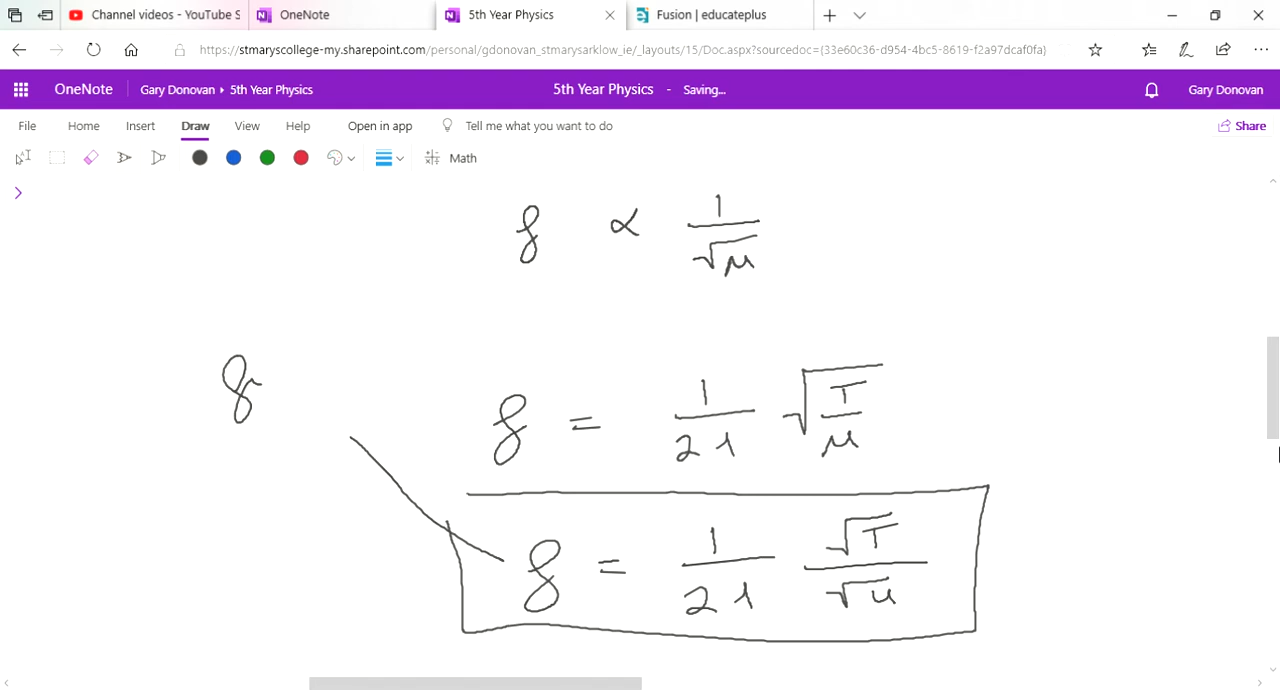 Channel videos - YouTube S
OneNote
5th Year Physics
Fusion | educateplus
https://stmaryscollege-my.sharepoint.com/personal/gdonovan_stmarysarklow_ie/_layouts/15/Doc.aspx?sourcedoc={33e60c36-d954-4bc5-8619-f2a97dcaf0fa}
OneNote Gary Donovan › 5th Year Physics 5th Year Physics - Saving... Gary Donovan
File Home Insert Draw View Help Open in app Tell me what you want to do Share
Math
f ∝ 1/√μ
f
f = 1/2l √(T/μ)
f = 1/2l √T/√μ